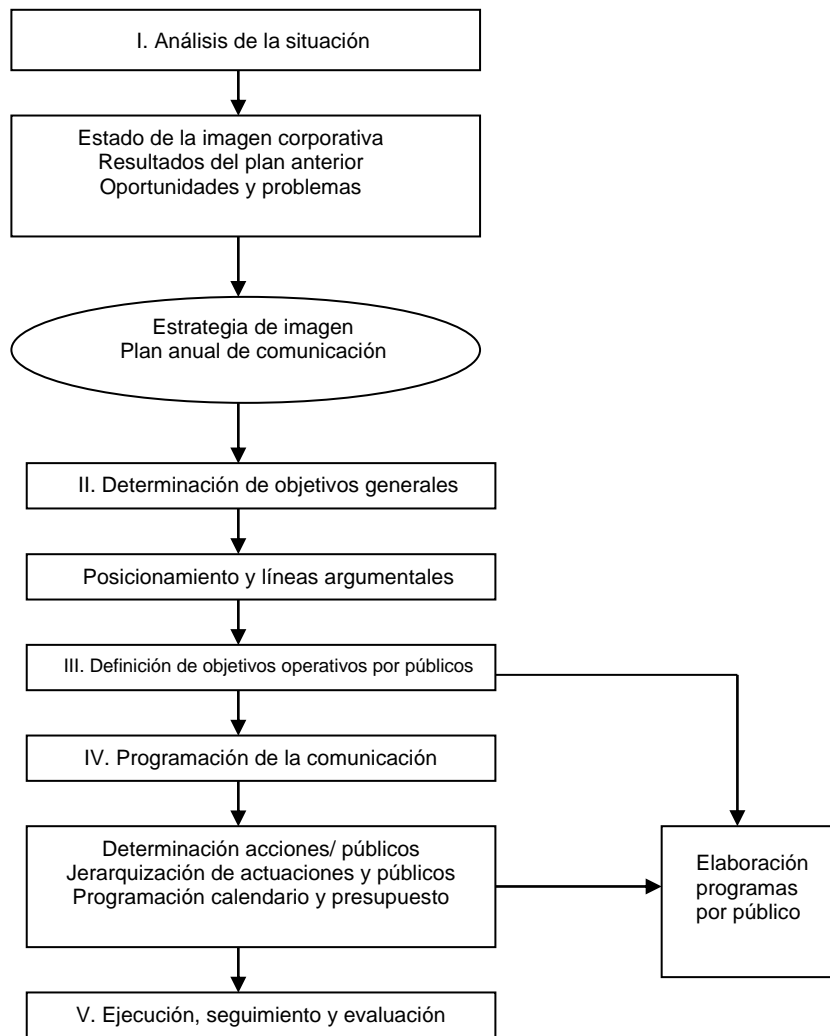 I. Análisis de la situación
Estado de la imagen corporativa
Resultados del plan anterior
Oportunidades y problemas
Estrategia de imagen
Plan anual de comunicación
II. Determinación de objetivos generales
Posicionamiento y líneas argumentales
III. Definición de objetivos operativos por públicos
IV. Programación de la comunicación
Determinación acciones/ públicos
Jerarquización de actuaciones y públicos
Programación calendario y presupuesto
Elaboración
programas
por público
V. Ejecución, seguimiento y evaluación